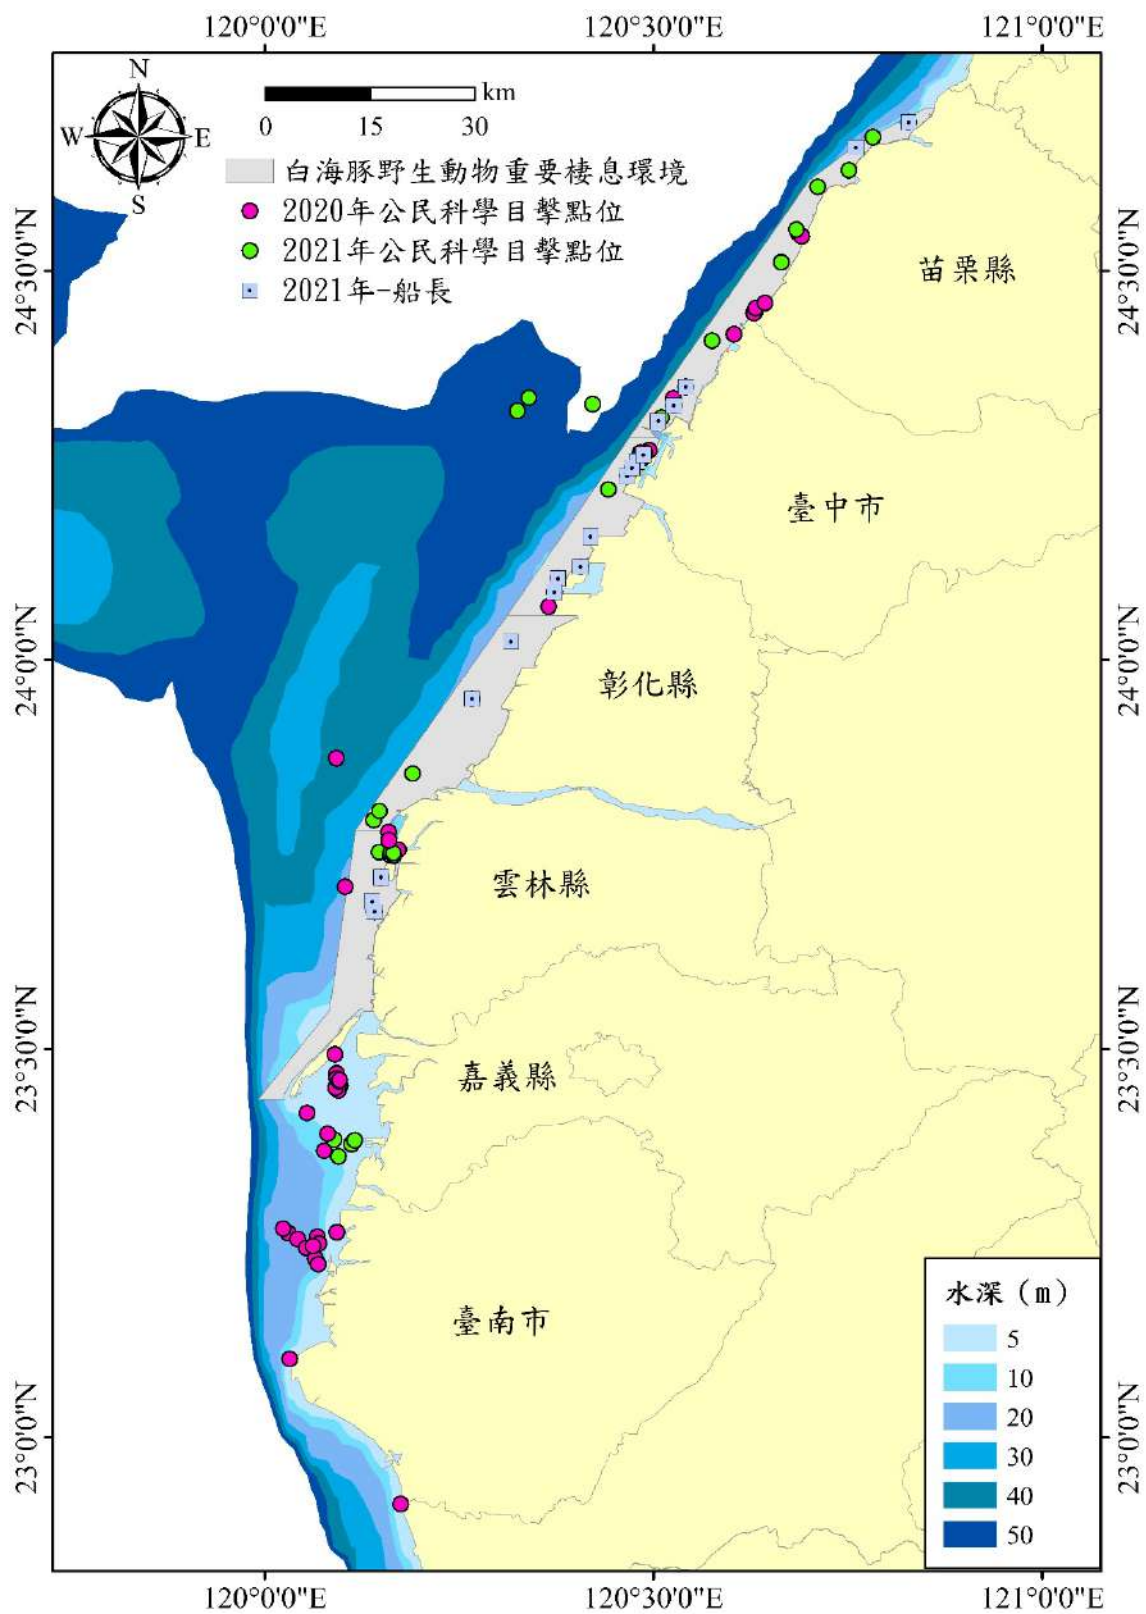 120°0'0"E 120°30'0"E 121°0'0"E
N
W E
S
km
0 15 30
白海豚野生動物重要棲息環境
2020年公民科學目擊點位
2021年公民科學目擊點位
2021年-船長
24°30'0"N
24°30'0"N
苗栗縣
臺中市
24°0'0"N
24°0'0"N
彰化縣
雲林縣
23°30'0"N
23°30'0"N
嘉義縣
臺南市
23°0'0"N
23°0'0"N
水深（m）
5
10
20
30
40
50
120°0'0"E 120°30'0"E 121°0'0"E